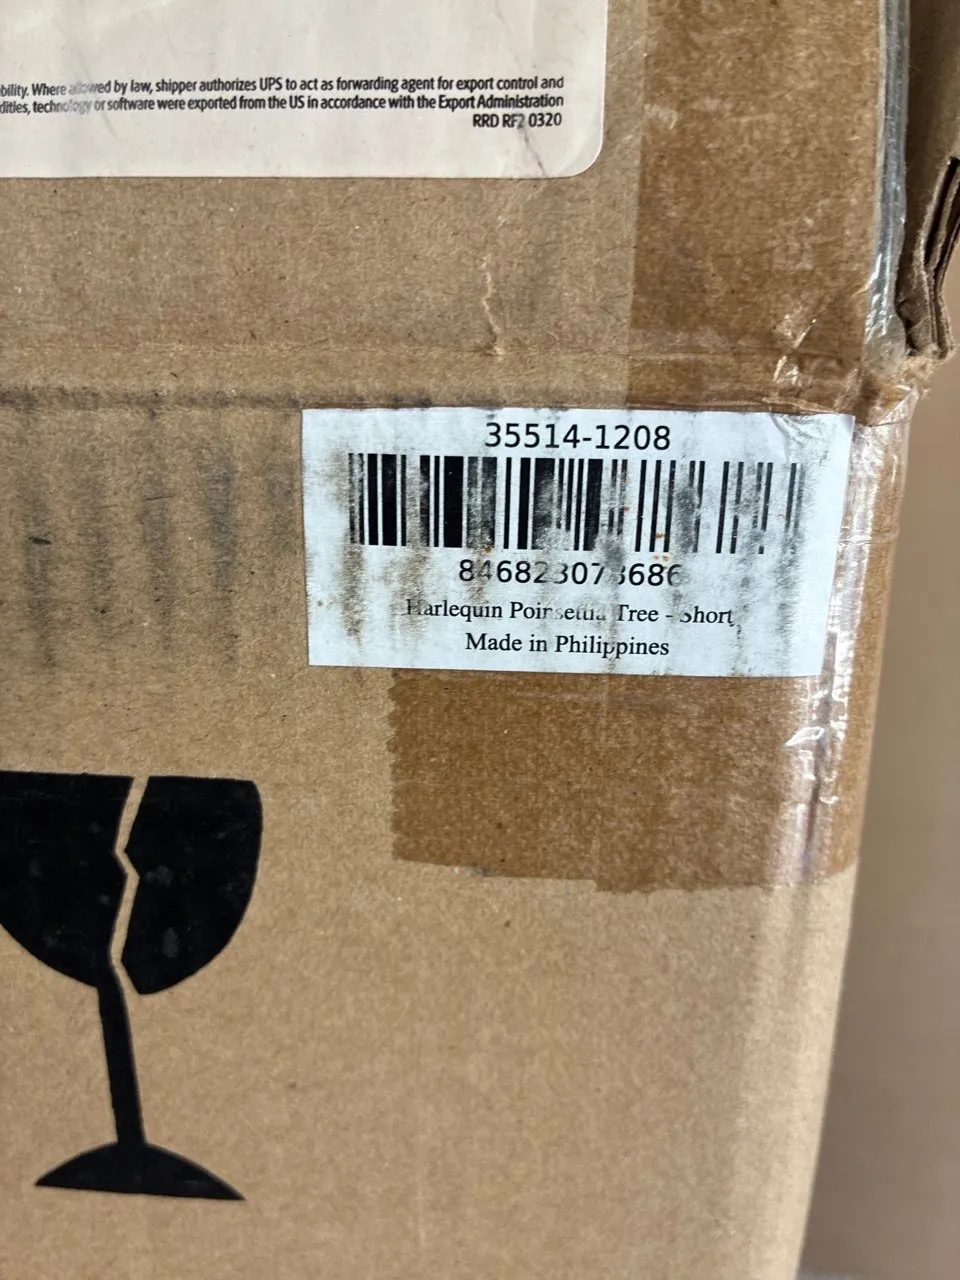 bility. Where allowed by law, shipper authorizes UPS to act as forwarding agent for export control and
dities, technology or software were exported from the US in accordance with the Export Administration
RRD RF2 0320
35514-1208
Harlequin Poinsettia Tree - Short
Made in Philippines